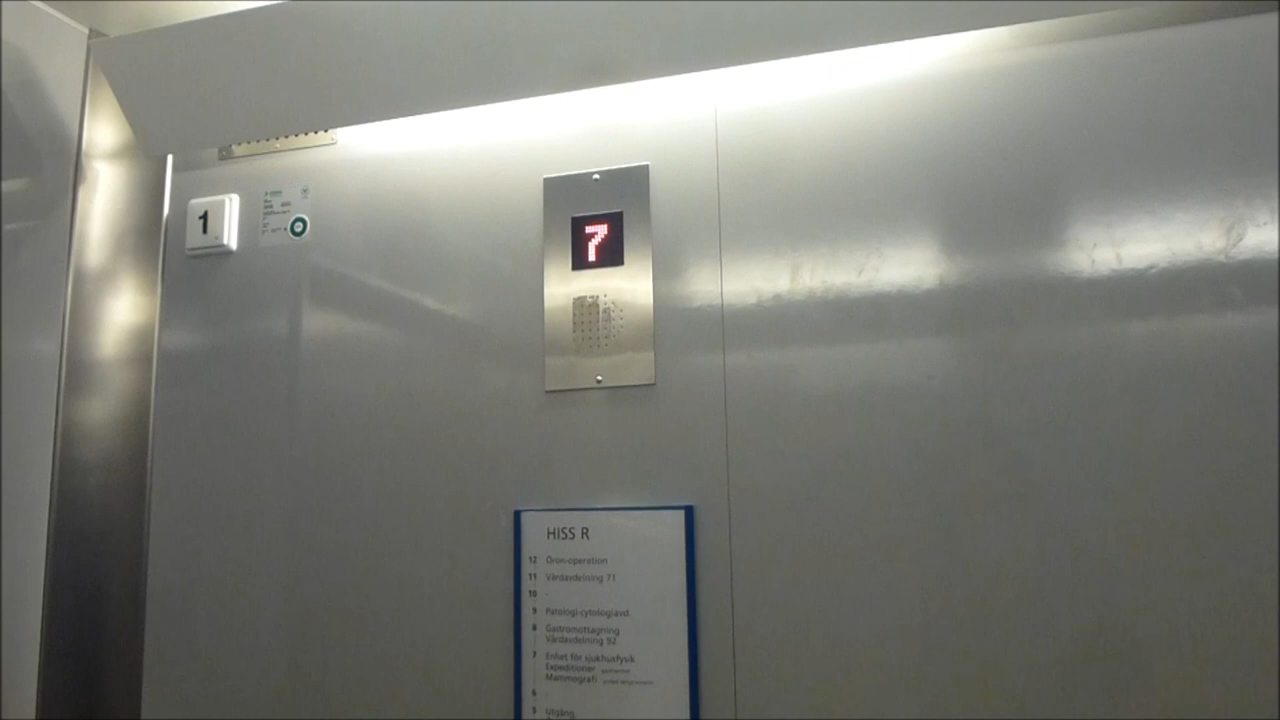 1
7
HISS R
12 Öron-operation
11 Vårdavdelning 71
10 -
9 Patologi-cytologiavd.
8 Gastromottagning
Vårdavdelning 92
7 Enhet för sjukhusfysik
Expeditioner
Mammografi
6
5 Utgång